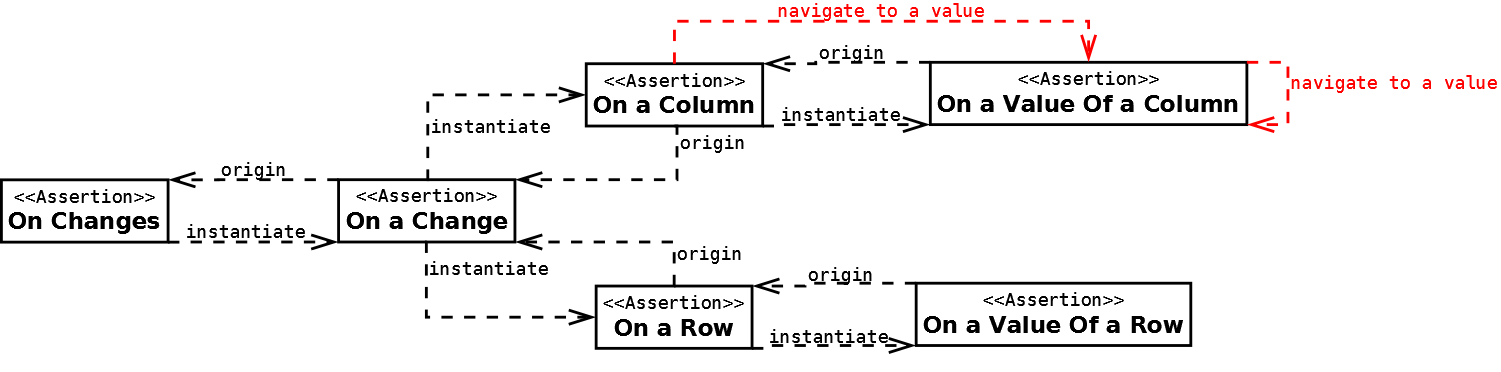 navigate to a value
origin
<<Assertion>>
On a Column
<<Assertion>>
On a Value Of a Column
navigate to a value
instantiate
instantiate
origin
origin
<<Assertion>>
On Changes
<<Assertion>>
On a Change
instantiate
instantiate
origin
origin
<<Assertion>>
On a Row
<<Assertion>>
On a Value Of a Row
instantiate